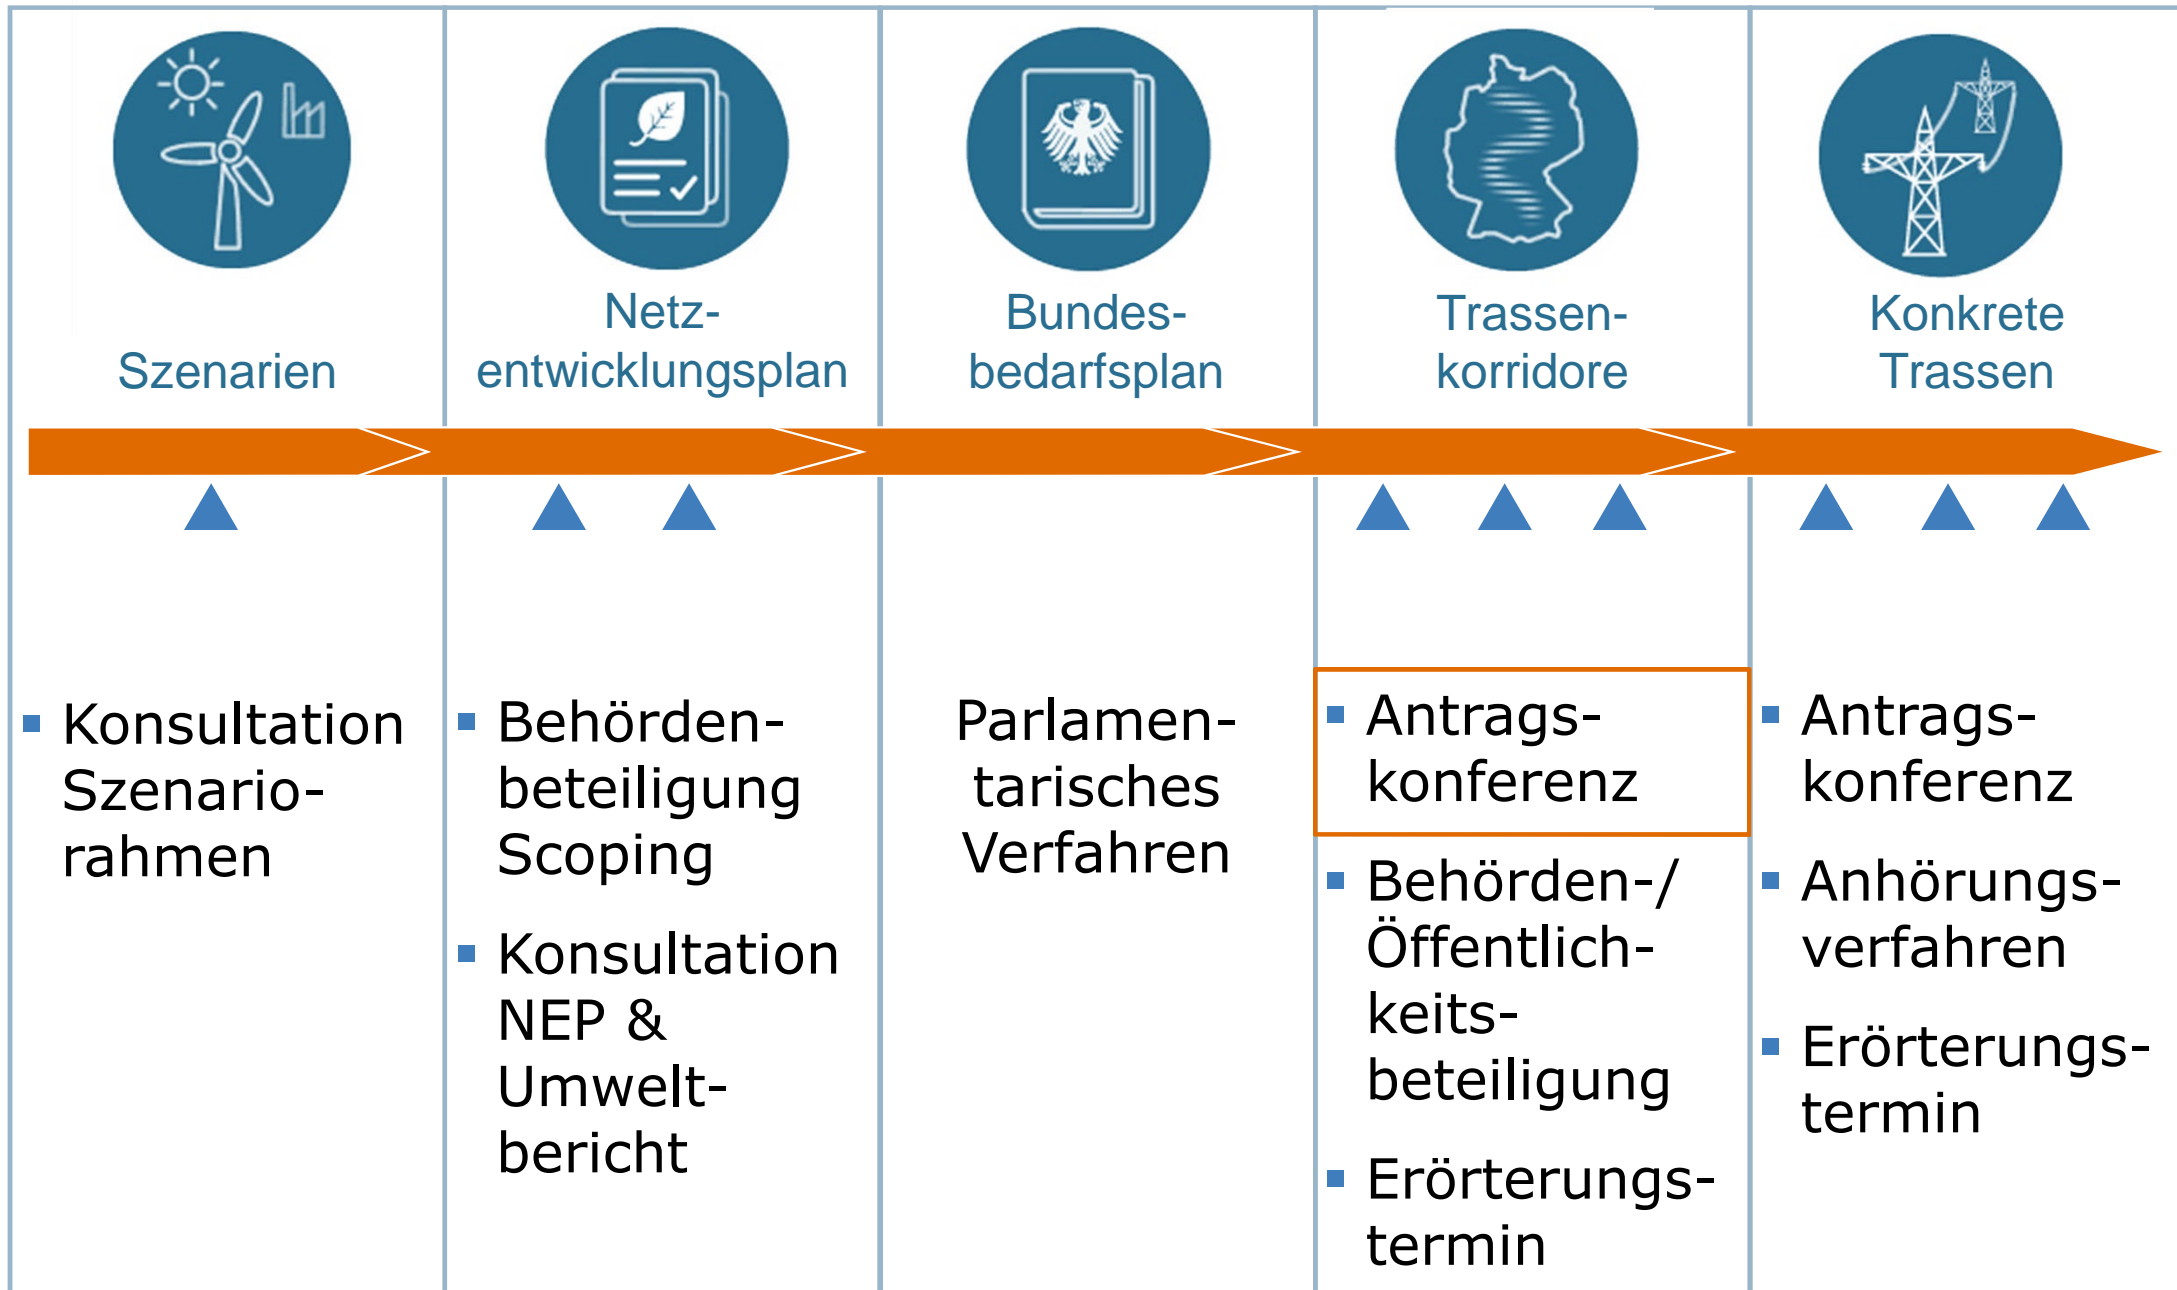 Szenarien
Netz-
entwicklungsplan
Bundes-
bedarfsplan
Trassen-
korridore
Konkrete
Trassen
Konsultation
Szenario-
rahmen
Behörden-
beteiligung
Scoping
Konsultation
NEP &
Umwelt-
bericht
Parlamen-
tarisches
Verfahren
Antrags-
konferenz
Behörden-/
Öffentlich-
keits-
beteiligung
Erörterungs-
termin
Antrags-
konferenz
Anhörungs-
verfahren
Erörterungs-
termin